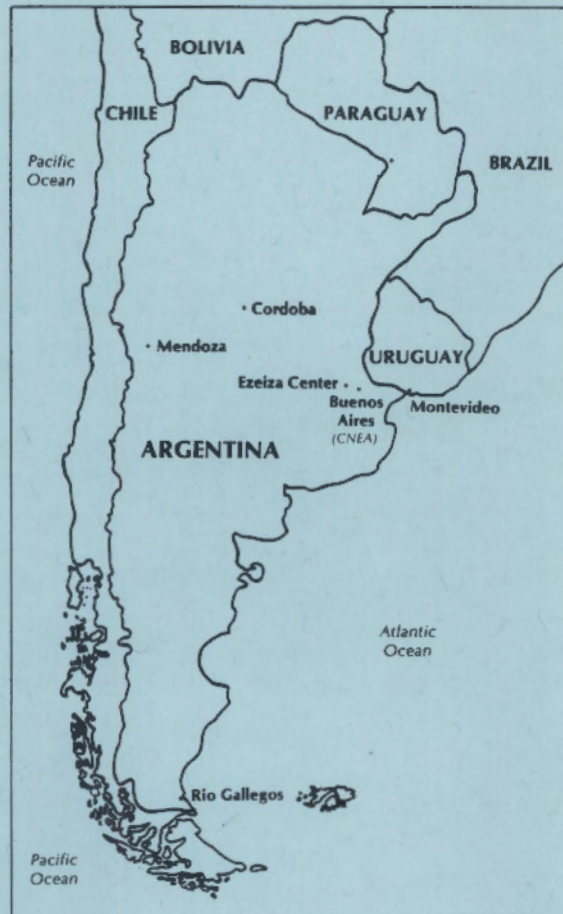 BOLIVIA
CHILE
PARAGUAY
Pacific
Ocean
BRAZIL
Cordoba
Mendoza
URUGUAY
Ezeiza Center
Buenos
Aires
(CNEA)
Montevideo
ARGENTINA
Atlantic
Ocean
Rio Gallegos
Pacific
Ocean